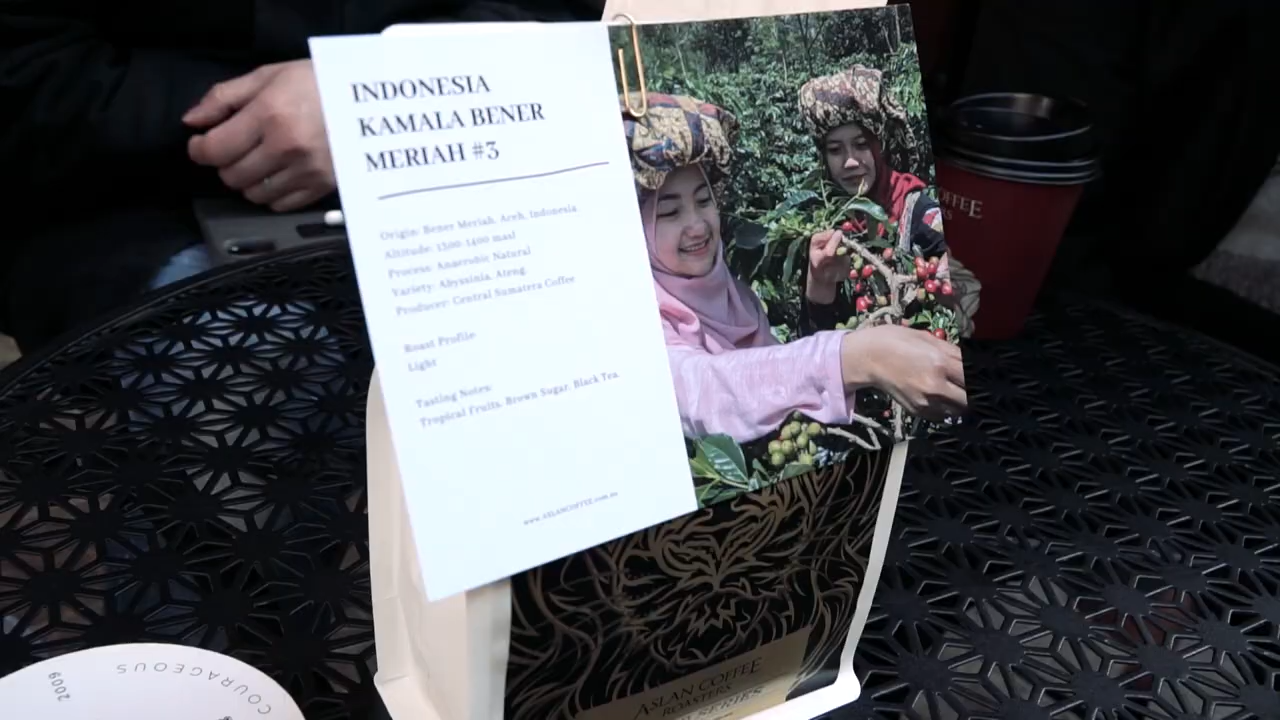 INDONESIA
KAMALA BENER
MERIAH #3
Origin: Bener Meriah, Aceh, Indonesia
Altitude: 1300-1400 masl
Process: Anaerobic Natural
Variety: Abyssinia, Ateng.
Producer: Central Sumatera Coffee
Roast Profile:
Light
Tasting Notes:
Tropical Fruits, Brown Sugar, Black Tea.
www.ASLANCOFFEE.com.au
OFFEE
ASLAN COFFEE
ROASTERS
SERIES
2009
COURAGEOUS